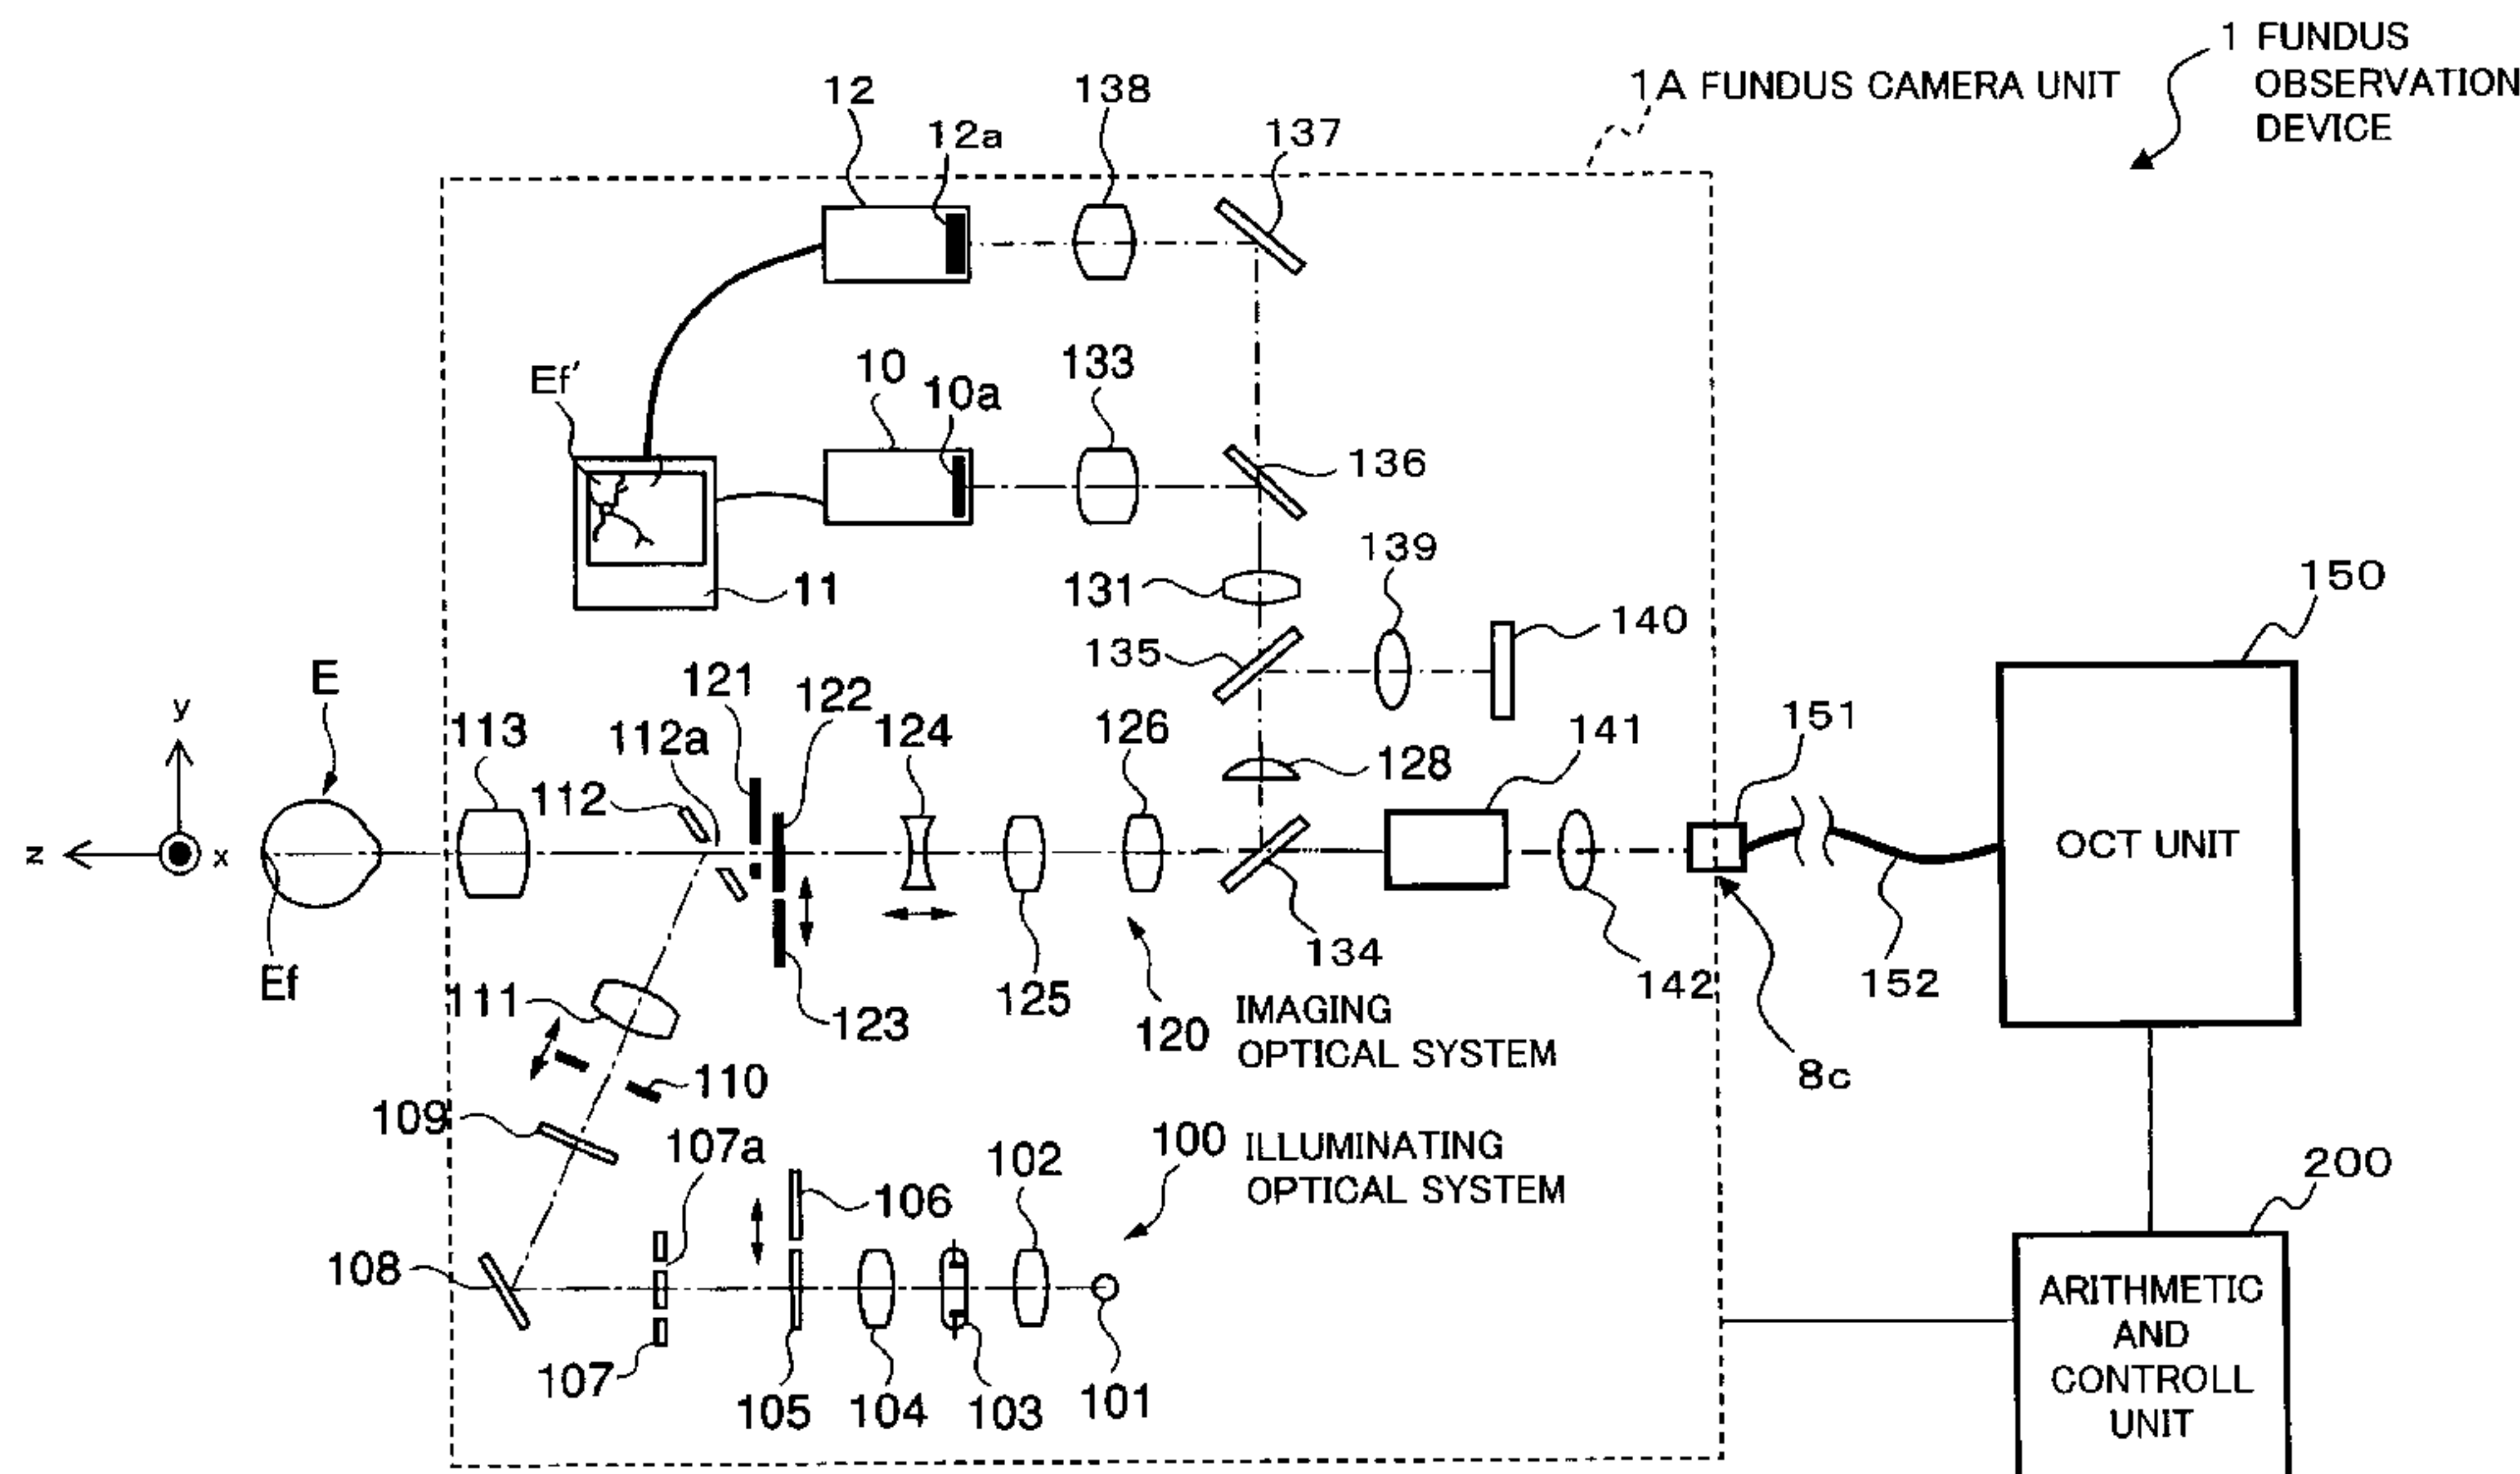 1 FUNDUS
OBSERVATION
DEVICE
1A FUNDUS CAMERA UNIT
12
138
12a
137
Ef'
10
10a
133
136
139
131
11
140
150
135
E
y
121
122
151
113
112a
124
126
141
128
112
z
x
OCT UNIT
Ef
134
142
152
111
125
123
120 IMAGING
OPTICAL SYSTEM
8c
110
109
107a
102
100 ILLUMINATING
OPTICAL SYSTEM
200
106
108
107
105
104
103
101
ARITHMETIC
AND
CONTROLL
UNIT